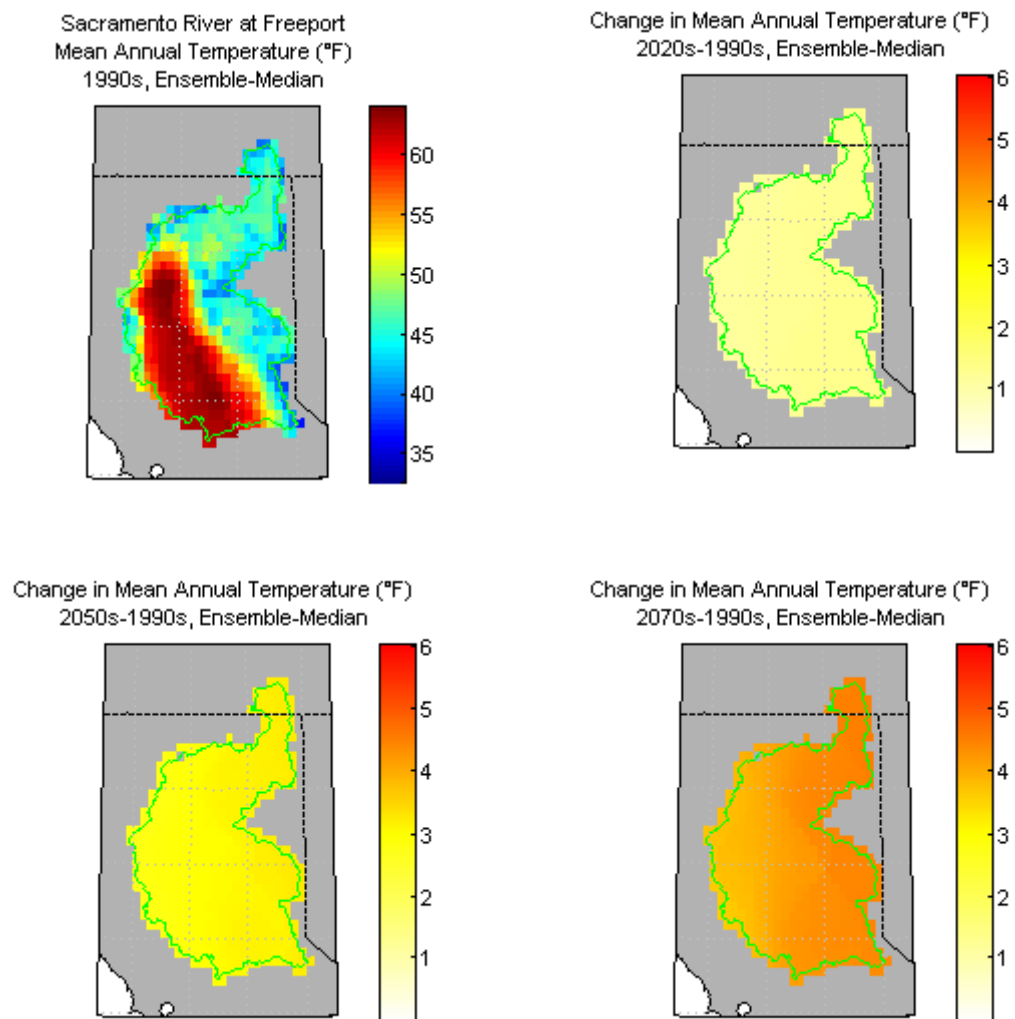 Sacramento River at Freeport
Mean Annual Temperature (°F)
1990s, Ensemble-Median
60
55
50
45
40
35
Change in Mean Annual Temperature (°F)
2020s-1990s, Ensemble-Median
6
5
4
3
2
1
Change in Mean Annual Temperature (°F)
2050s-1990s, Ensemble-Median
6
5
4
3
2
1
Change in Mean Annual Temperature (°F)
2070s-1990s, Ensemble-Median
6
5
4
3
2
1